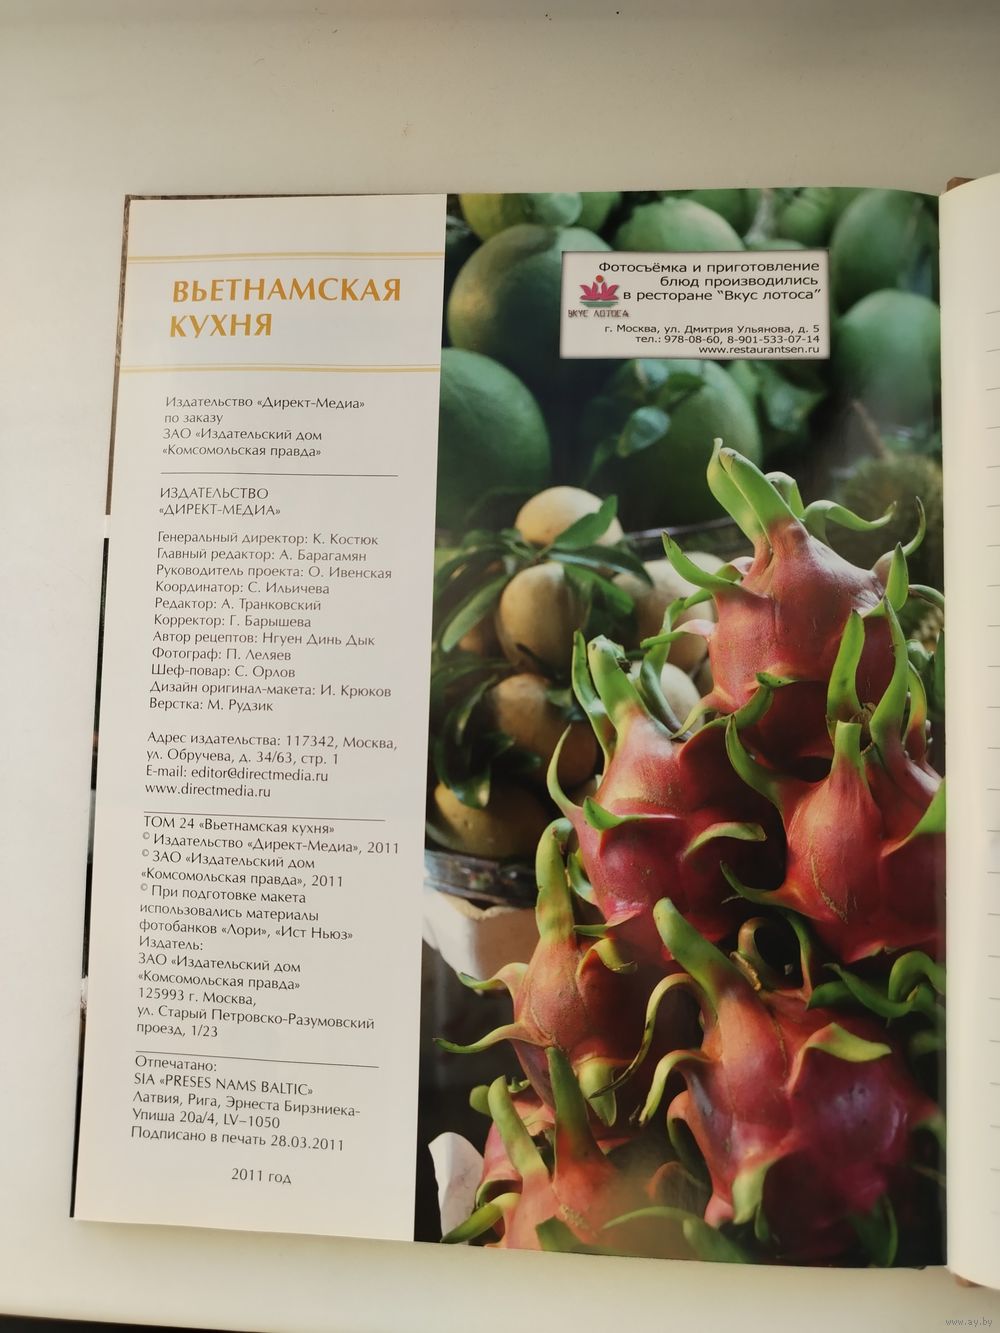 ВЬЕТНАМСКАЯ
КУХНЯ
Издательство «Директ-Медиа»
по заказу
ЗАО «Издательский дом
«Комсомольская правда»
ИЗДАТЕЛЬСТВО
«ДИРЕКТ-МЕДИА»
Генеральный директор: К. Костюк
Главный редактор: А. Барагамян
Руководитель проекта: О. Ивенская
Координатор: С. Ильичева
Редактор: А. Транковский
Корректор: Г. Барышева
Автор рецептов: Нгуен Динь Дык
Фотограф: П. Леляев
Шеф-повар: С. Орлов
Дизайн оригинал-макета: И. Крюков
Верстка: М. Рудзик
Адрес издательства: 117342, Москва,
ул. Обручева, д. 34/63, стр. 1
E-mail: editor@directmedia.ru
www.directmedia.ru
ТОМ 24 «Вьетнамская кухня»
© Издательство «Директ-Медиа», 2011
© ЗАО «Издательский дом
«Комсомольская правда», 2011
© При подготовке макета
использовались материалы
фотобанков «Лори», «Ист Ньюз»
Издатель:
ЗАО «Издательский дом
«Комсомольская правда»
125993 г. Москва,
ул. Старый Петровско-Разумовский
проезд, 1/23
Отпечатано:
SIA «PRESES NAMS BALTIC»
Латвия, Рига, Эрнеста Бирзниека-
Упиша 20а/4, LV–1050
Подписано в печать 28.03.2011
2011 год
Фотосъёмка и приготовление
блюд производились
в ресторане "Вкус лотоса"
ВКУС ЛОТОСА
г. Москва, ул. Дмитрия Ульянова, д. 5
тел.: 978-08-60, 8-901-533-07-14
www.restaurantsen.ru
www.ay.by